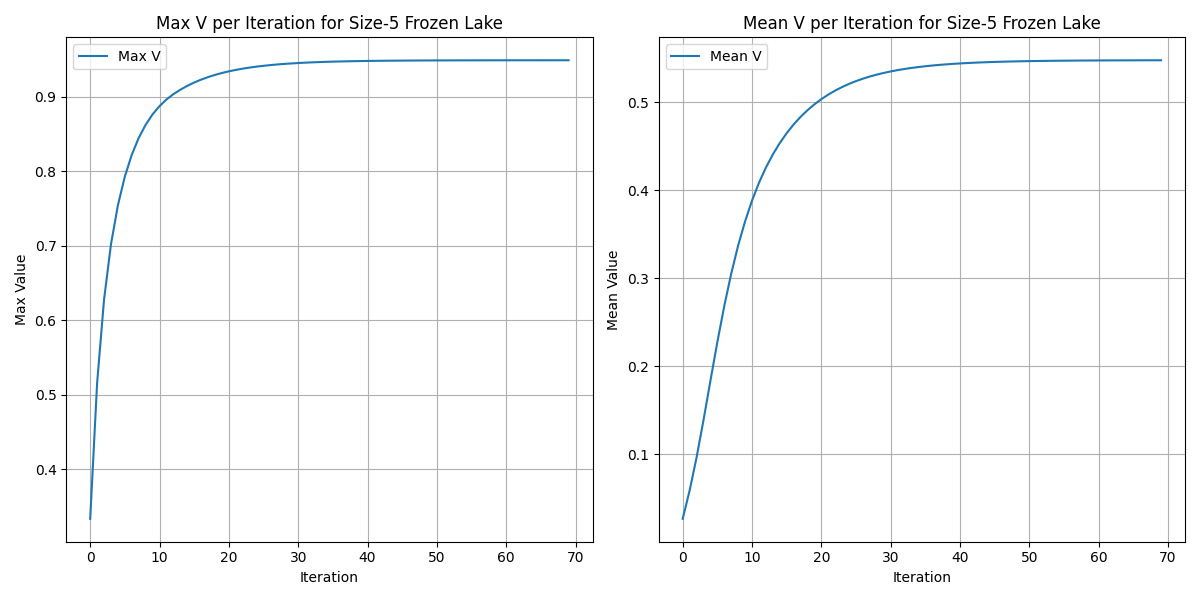 Max V per Iteration for Size-5 Frozen Lake
Max V
Max Value
0.9
0.8
0.7
0.6
0.5
0.4
0 10 20 30 40 50 60 70
Iteration
Mean V per Iteration for Size-5 Frozen Lake
Mean V
Mean Value
0.5
0.4
0.3
0.2
0.1
0 10 20 30 40 50 60 70
Iteration